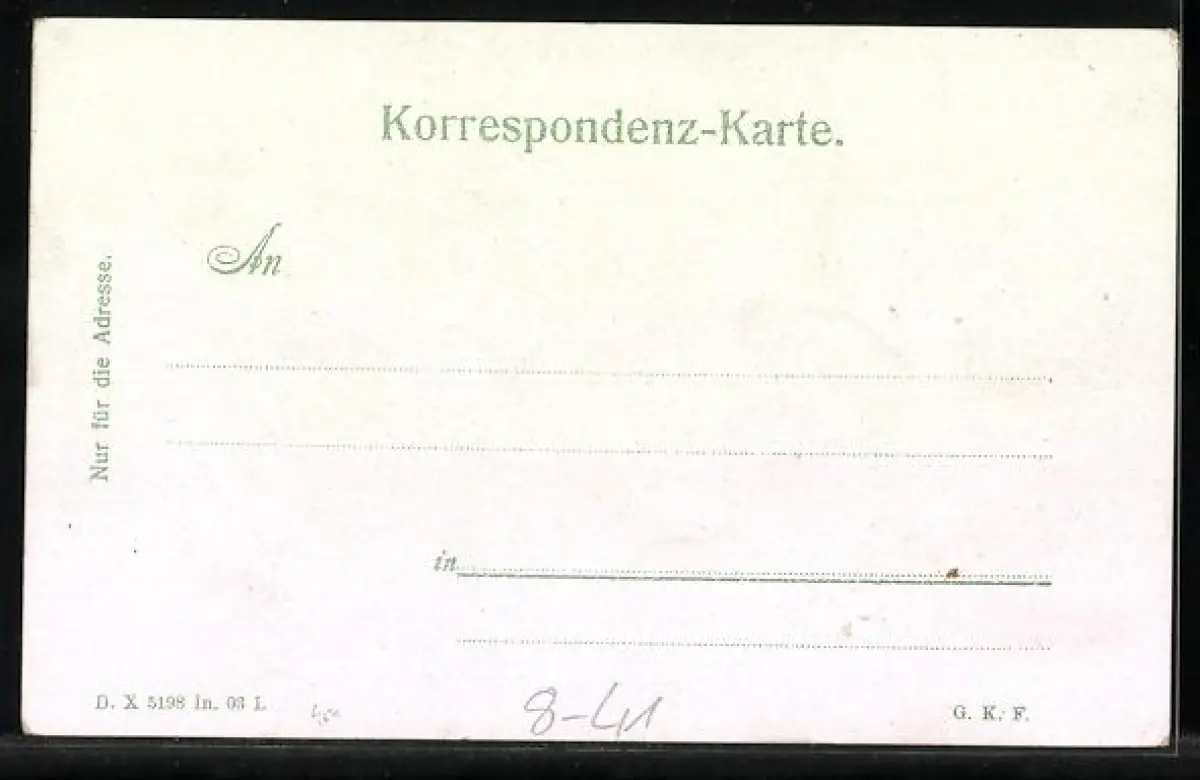 Korrespondenz-Karte.
An
Nur für die Adresse.
in
D. X 5198 In. 03 L
8-41
G. K. F.